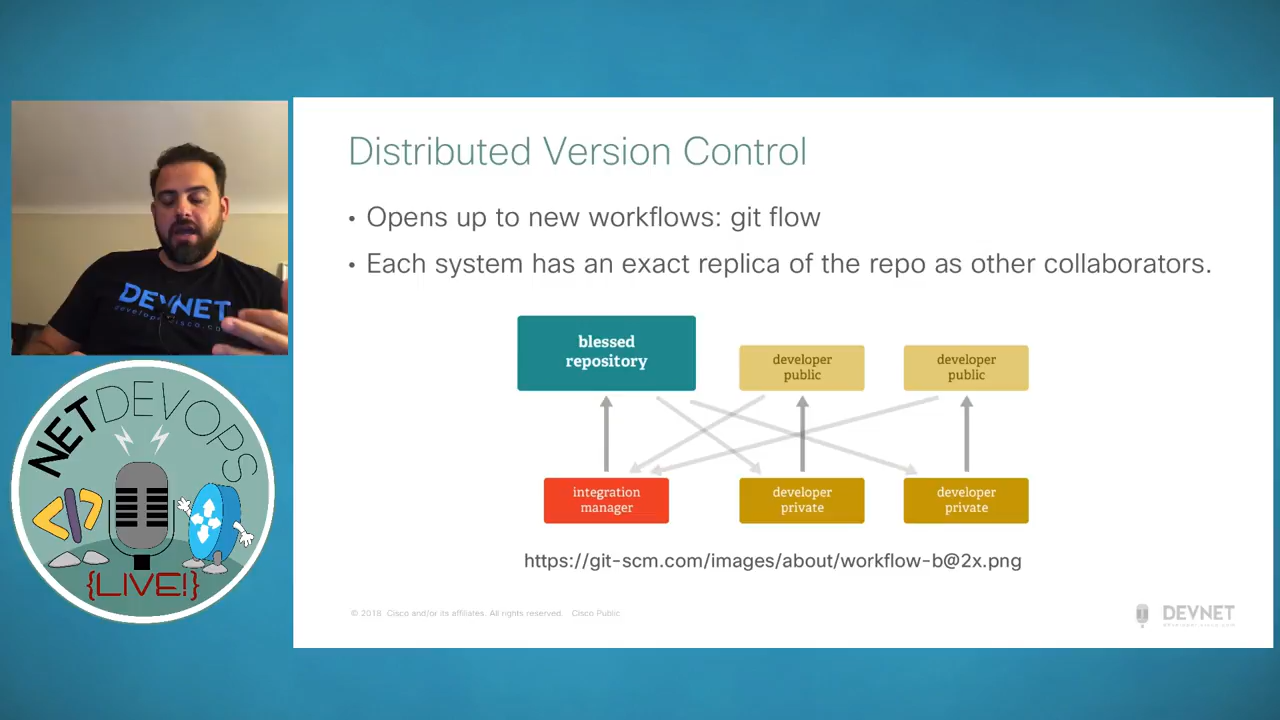 Distributed Version Control
• Opens up to new workflows: git flow
• Each system has an exact replica of the repo as other collaborators.
blessed
repository
developer
public
developer
public
integration
manager
developer
private
developer
private
https://git-scm.com/images/about/workflow-b@2x.png
© 2018 Cisco and/or its affiliates. All rights reserved. Cisco Public
DEVNET
DEVNET
NETDEVOPS
{LIVE!}